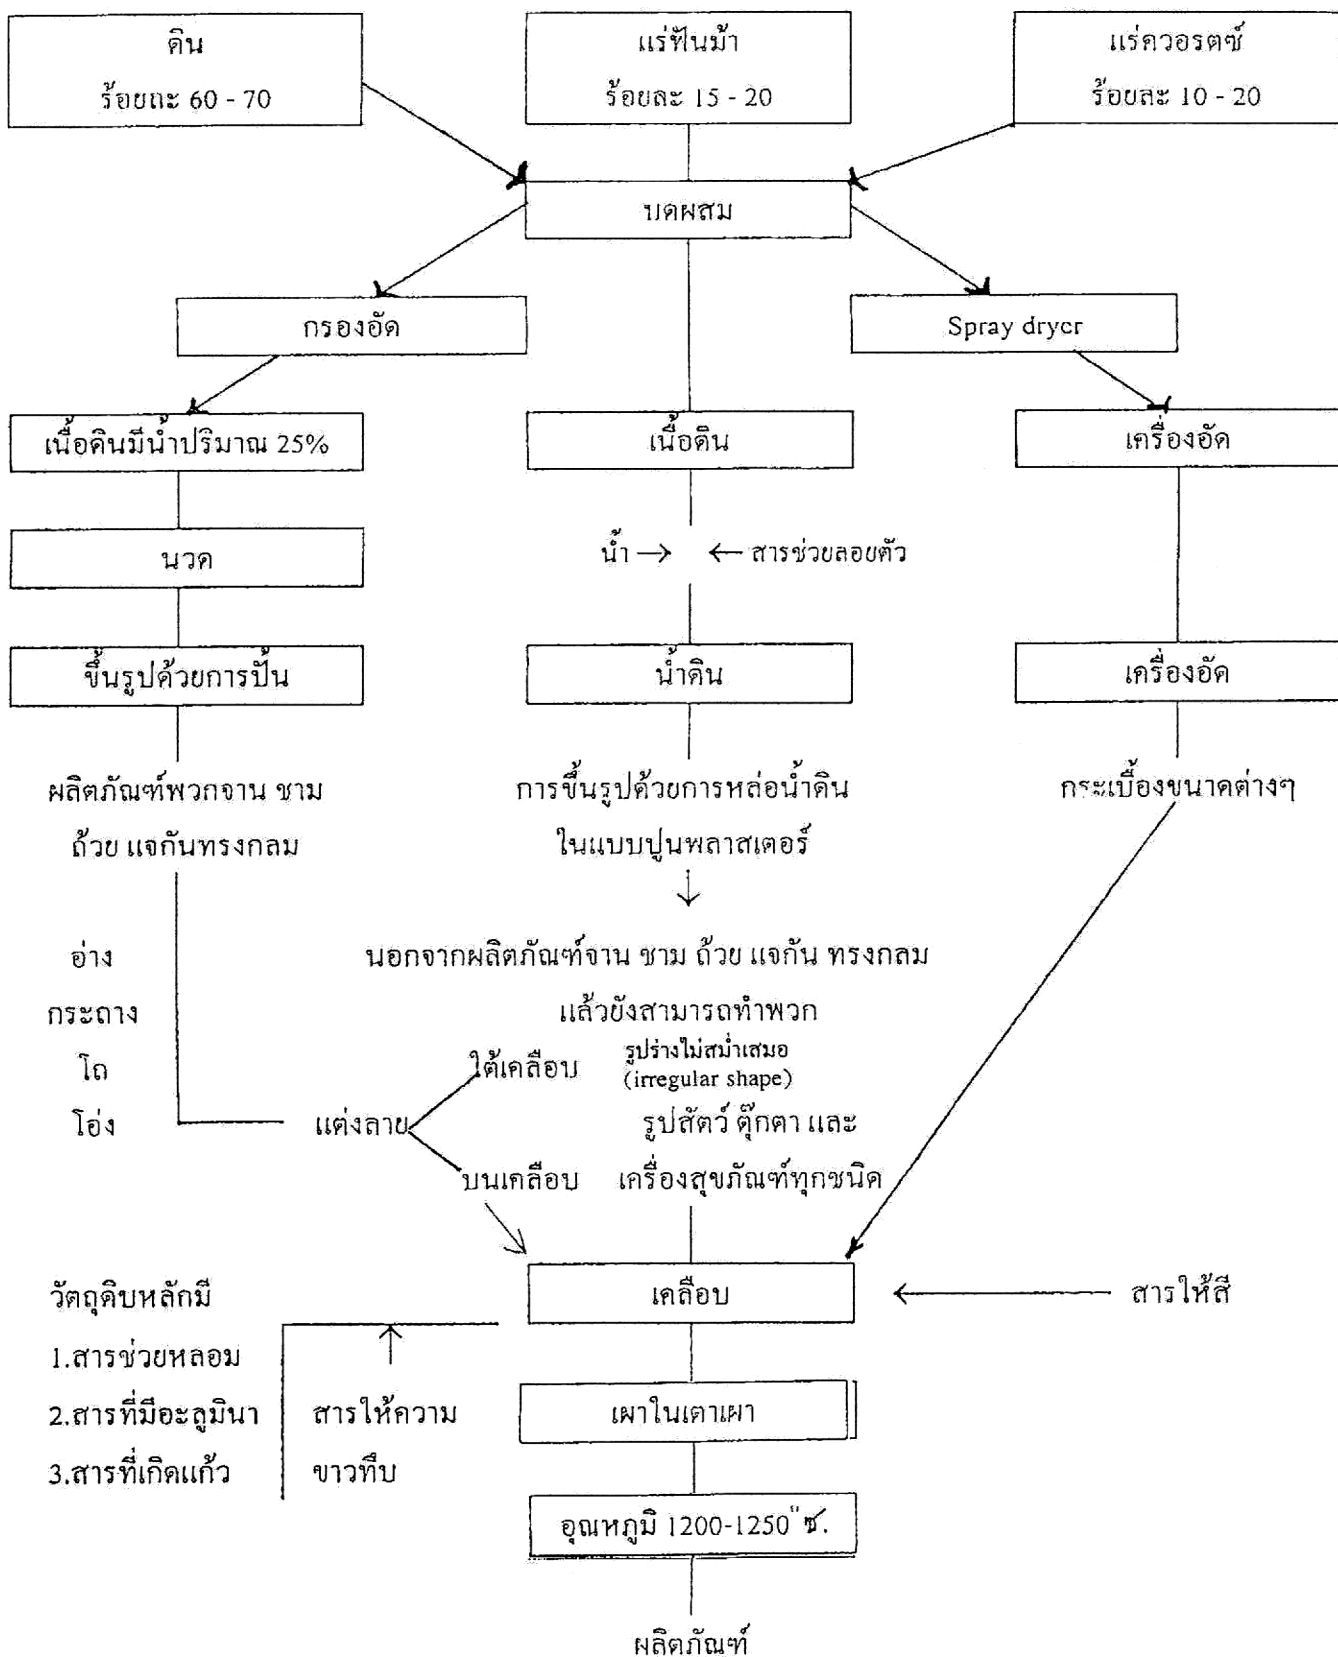 ดิน
ร้อยละ 60 - 70
แร่ฟันม้า
ร้อยละ 15 - 20
แร่ควอรตซ์
ร้อยละ 10 - 20
บดผสม
กรองอัด
Spray dryer
เนื้อดินมีน้ำปริมาณ 25%
เนื้อดิน
เครื่องอัด
นวด
น้ำ
สารช่วยลอยตัว
ขึ้นรูปด้วยการปั้น
น้ำดิน
เครื่องอัด
ผลิตภัณฑ์พวกจาน ชาม
ถ้วย แจกันทรงกลม
การขึ้นรูปด้วยการหล่อน้ำดิน
ในแบบปูนพลาสเตอร์
กระเบื้องขนาดต่างๆ
อ่าง
กระถาง
โถ
โอ่ง
นอกจากผลิตภัณฑ์จาน ชาม ถ้วย แจกัน ทรงกลม
แล้วยังสามารถทำพวก
รูปร่างไม่สม่ำเสมอ
(irregular shape)
รูปสัตว์ ตุ๊กตา และ
เครื่องสุขภัณฑ์ทุกชนิด
แต่งลาย
ใต้เคลือบ
บนเคลือบ
เคลือบ
สารให้สี
วัตถุดิบหลักมี
1.สารช่วยหลอม
2.สารที่มีอะลูมินา
3.สารที่เกิดแก้ว
สารให้ความ
ขาวทึบ
เผาในเตาเผา
อุณหภูมิ 1200-1250 ํซ.
ผลิตภัณฑ์